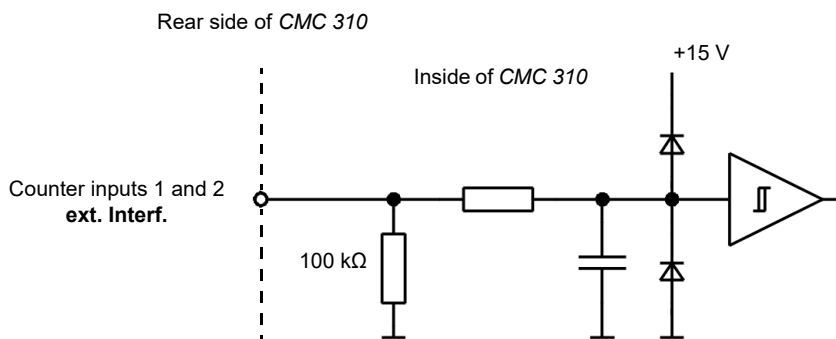 Rear side of CMC 310
+15 V
Inside of CMC 310
Counter inputs 1 and 2
ext. Interf.
100 kΩ